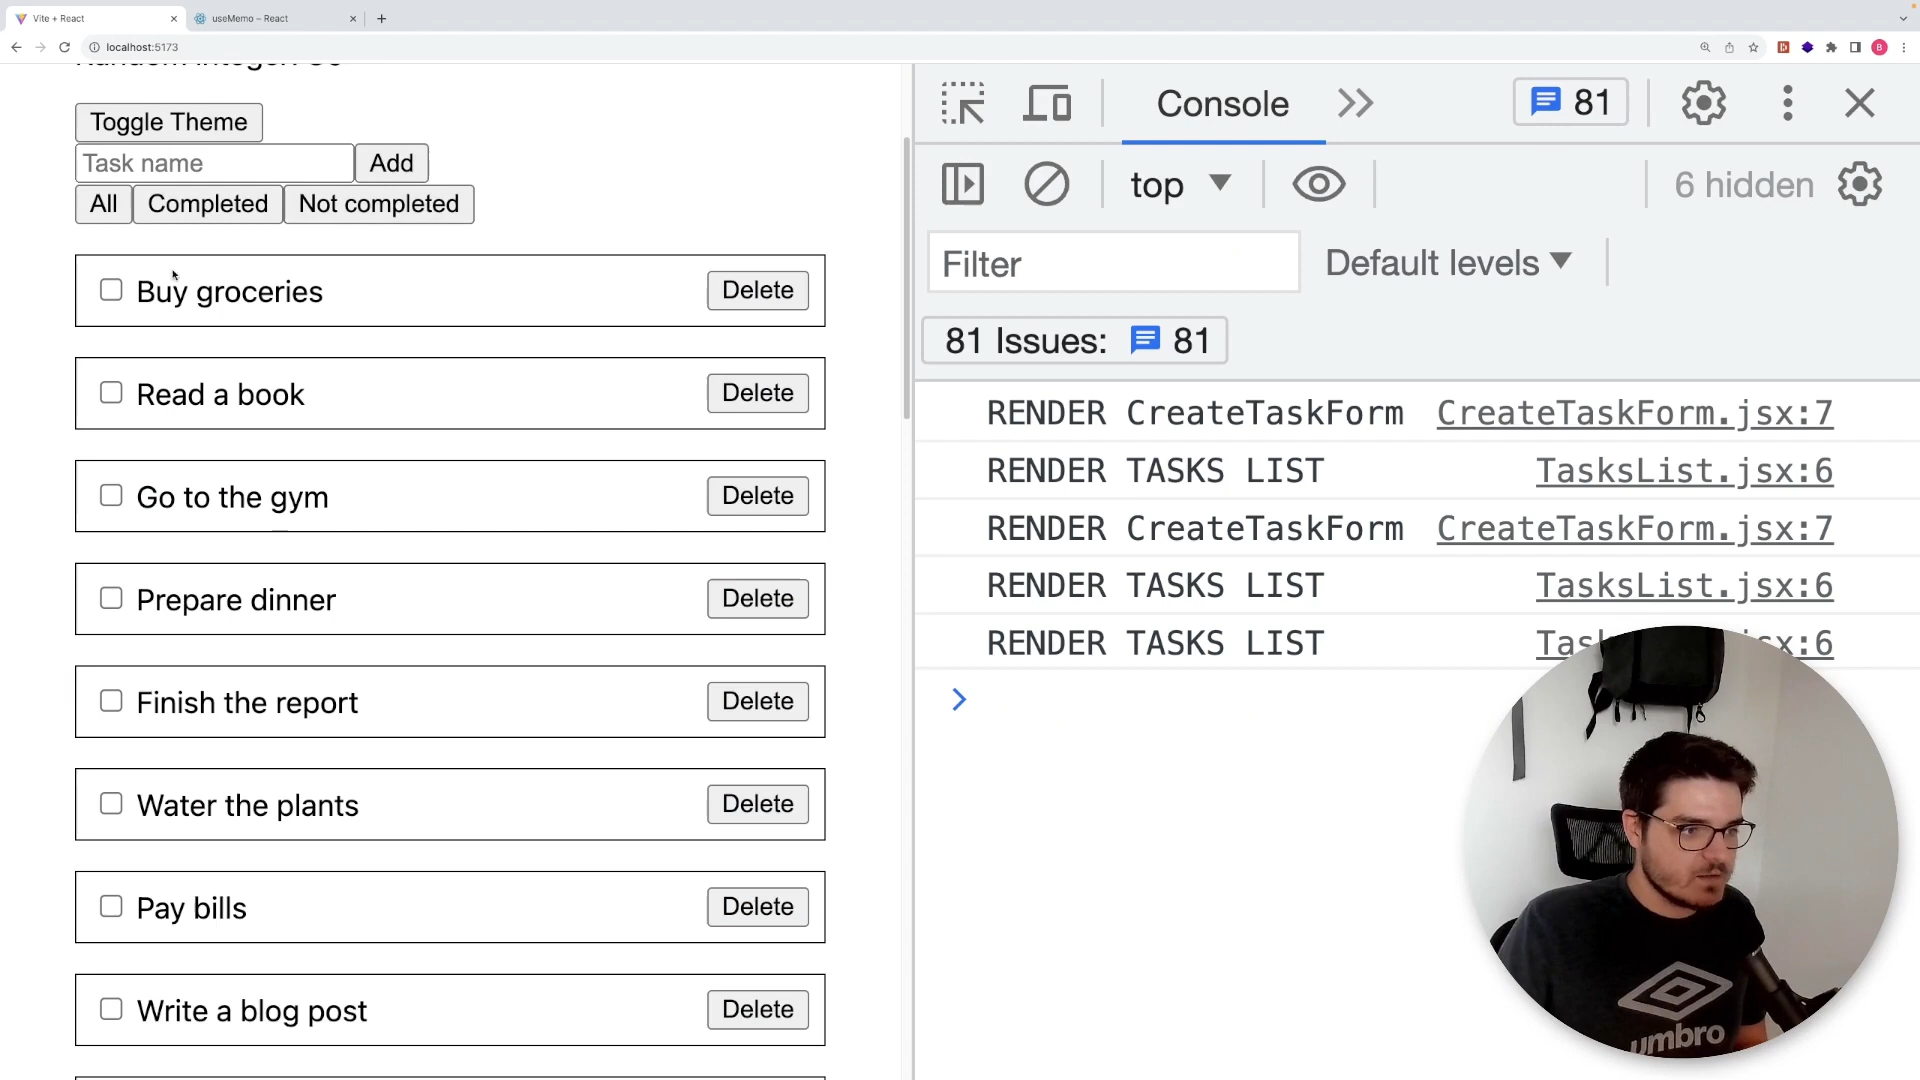 Vite + React
useMemo – React
localhost:5173
Toggle Theme
Task name
Add
All
Completed
Not completed
Buy groceries
Delete
Read a book
Delete
Go to the gym
Delete
Prepare dinner
Delete
Finish the report
Delete
Water the plants
Delete
Pay bills
Delete
Write a blog post
Delete
Console
81
top
6 hidden
Filter
Default levels
81 Issues:
81
RENDER CreateTaskForm CreateTaskForm.jsx:7
RENDER TASKS LIST TasksList.jsx:6
RENDER CreateTaskForm CreateTaskForm.jsx:7
RENDER TASKS LIST TasksList.jsx:6
RENDER TASKS LIST
B
umbro